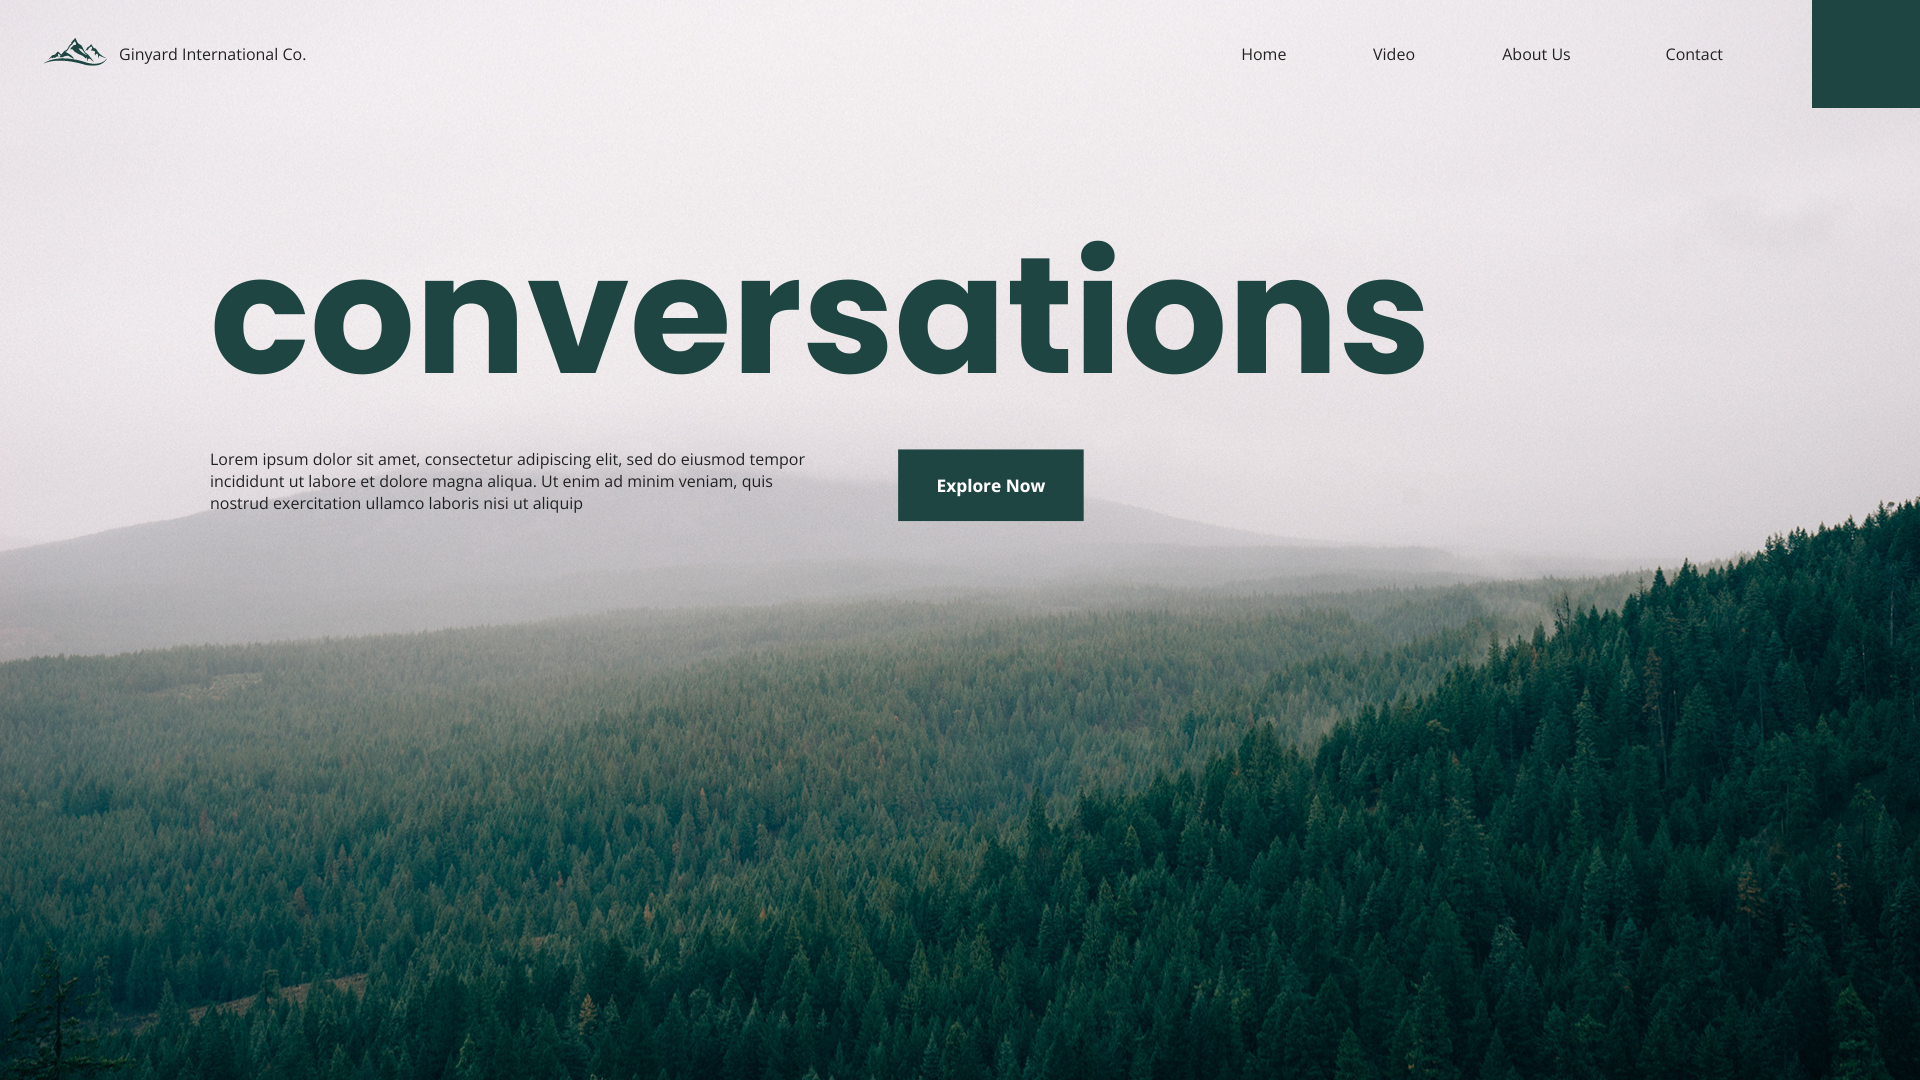 Ginyard International Co.
Home
Video
About Us
Contact
conversations
Lorem ipsum dolor sit amet, consectetur adipiscing elit, sed do eiusmod tempor
incididunt ut labore et dolore magna aliqua. Ut enim ad minim veniam, quis
nostrud exercitation ullamco laboris nisi ut aliquip
Explore Now